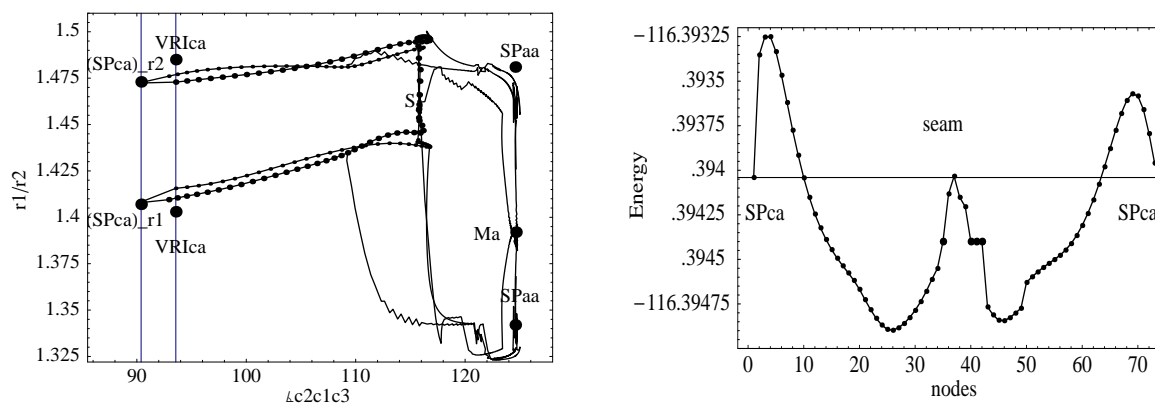 1.5
1.475
1.45
1.425
1.4
1.375
1.35
1.325
r1/r2
VRIca
(SPca)_r2
SPaa
S
(SPca)_r1
VRIca
Ma
SPaa
90
100
110
120
c2c1c3
−116.39325
.3935
.39375
.394
.39425
.3945
−116.39475
Energy
seam
SPca
SPca
0
10
20
30
40
50
60
70
nodes